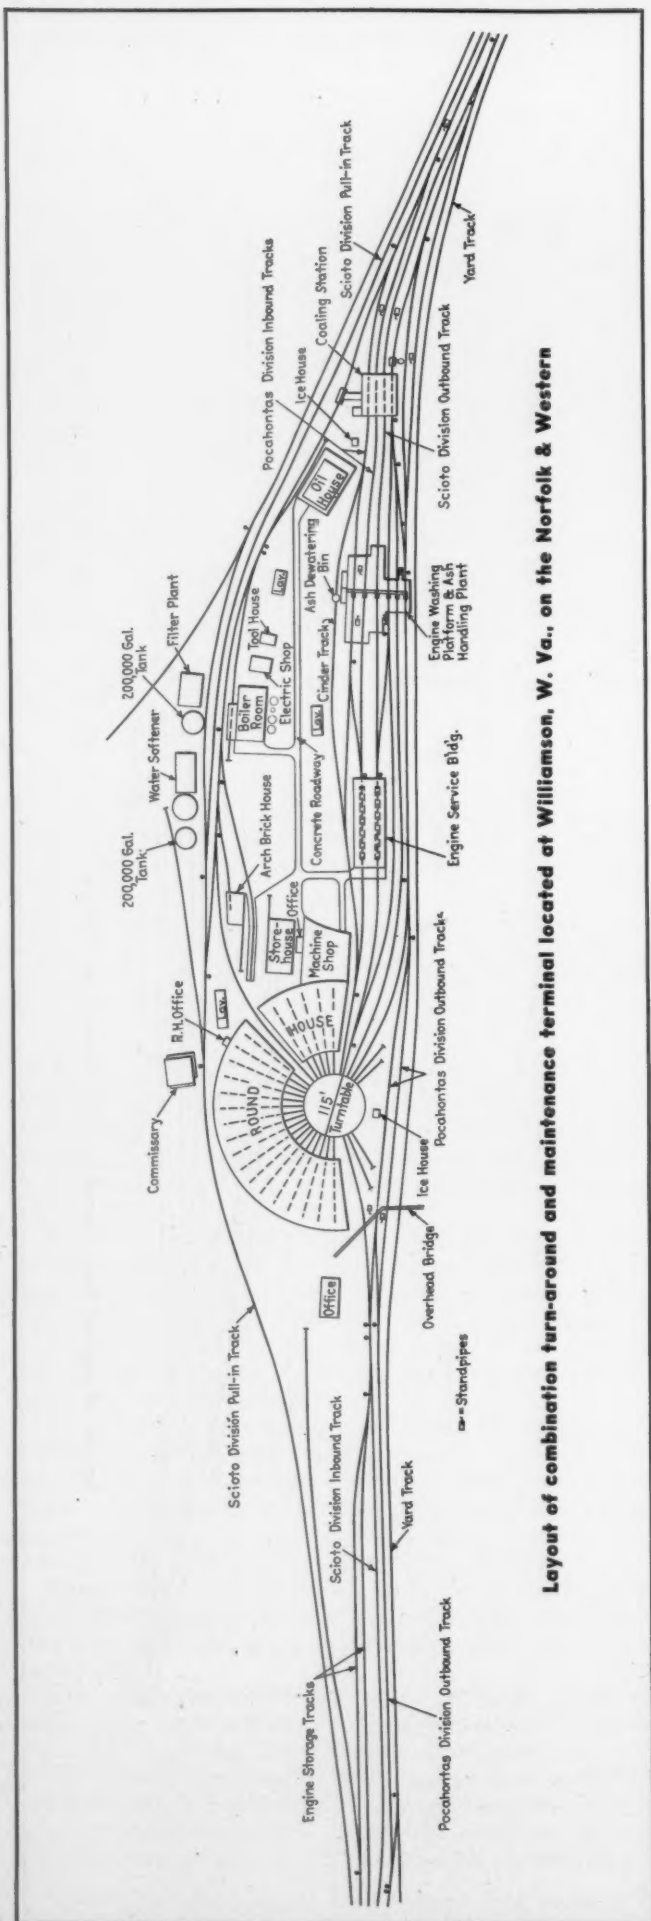 Scioto Division Pull-in Track
Commissary
R.H. Office
Lav.
200,000 Gal.
Tank
Water Softener
200,000 Gal.
Tank
Filter Plant
Arch Brick House
Boiler
Room
Tool House
Electric Shop
Lav.
Concrete Roadway
Lav.
Cinder Track
Ash Dewatering
Bin
Oil
House
Pocahontas Division Inbound Tracks
Ice House
Coaling Station
Scioto Division Pull-in Track
Yard Track
Scioto Division Outbound Track
Engine Washing
Platform & Ash
Handling Plant
Engine Service Bldg.
Store-
house
Office
Machine
Shop
ROUND
HOUSE
115'
Turntable
Pocahontas Division Outbound Tracks
Ice House
Overhead Bridge
Office
=Standpipes
Engine Storage Tracks
Scioto Division Inbound Track
Yard Track
Pocahontas Division Outbound Track
Layout of combination turn-around and maintenance terminal located at Williamson, W. Va., on the Norfolk & Western